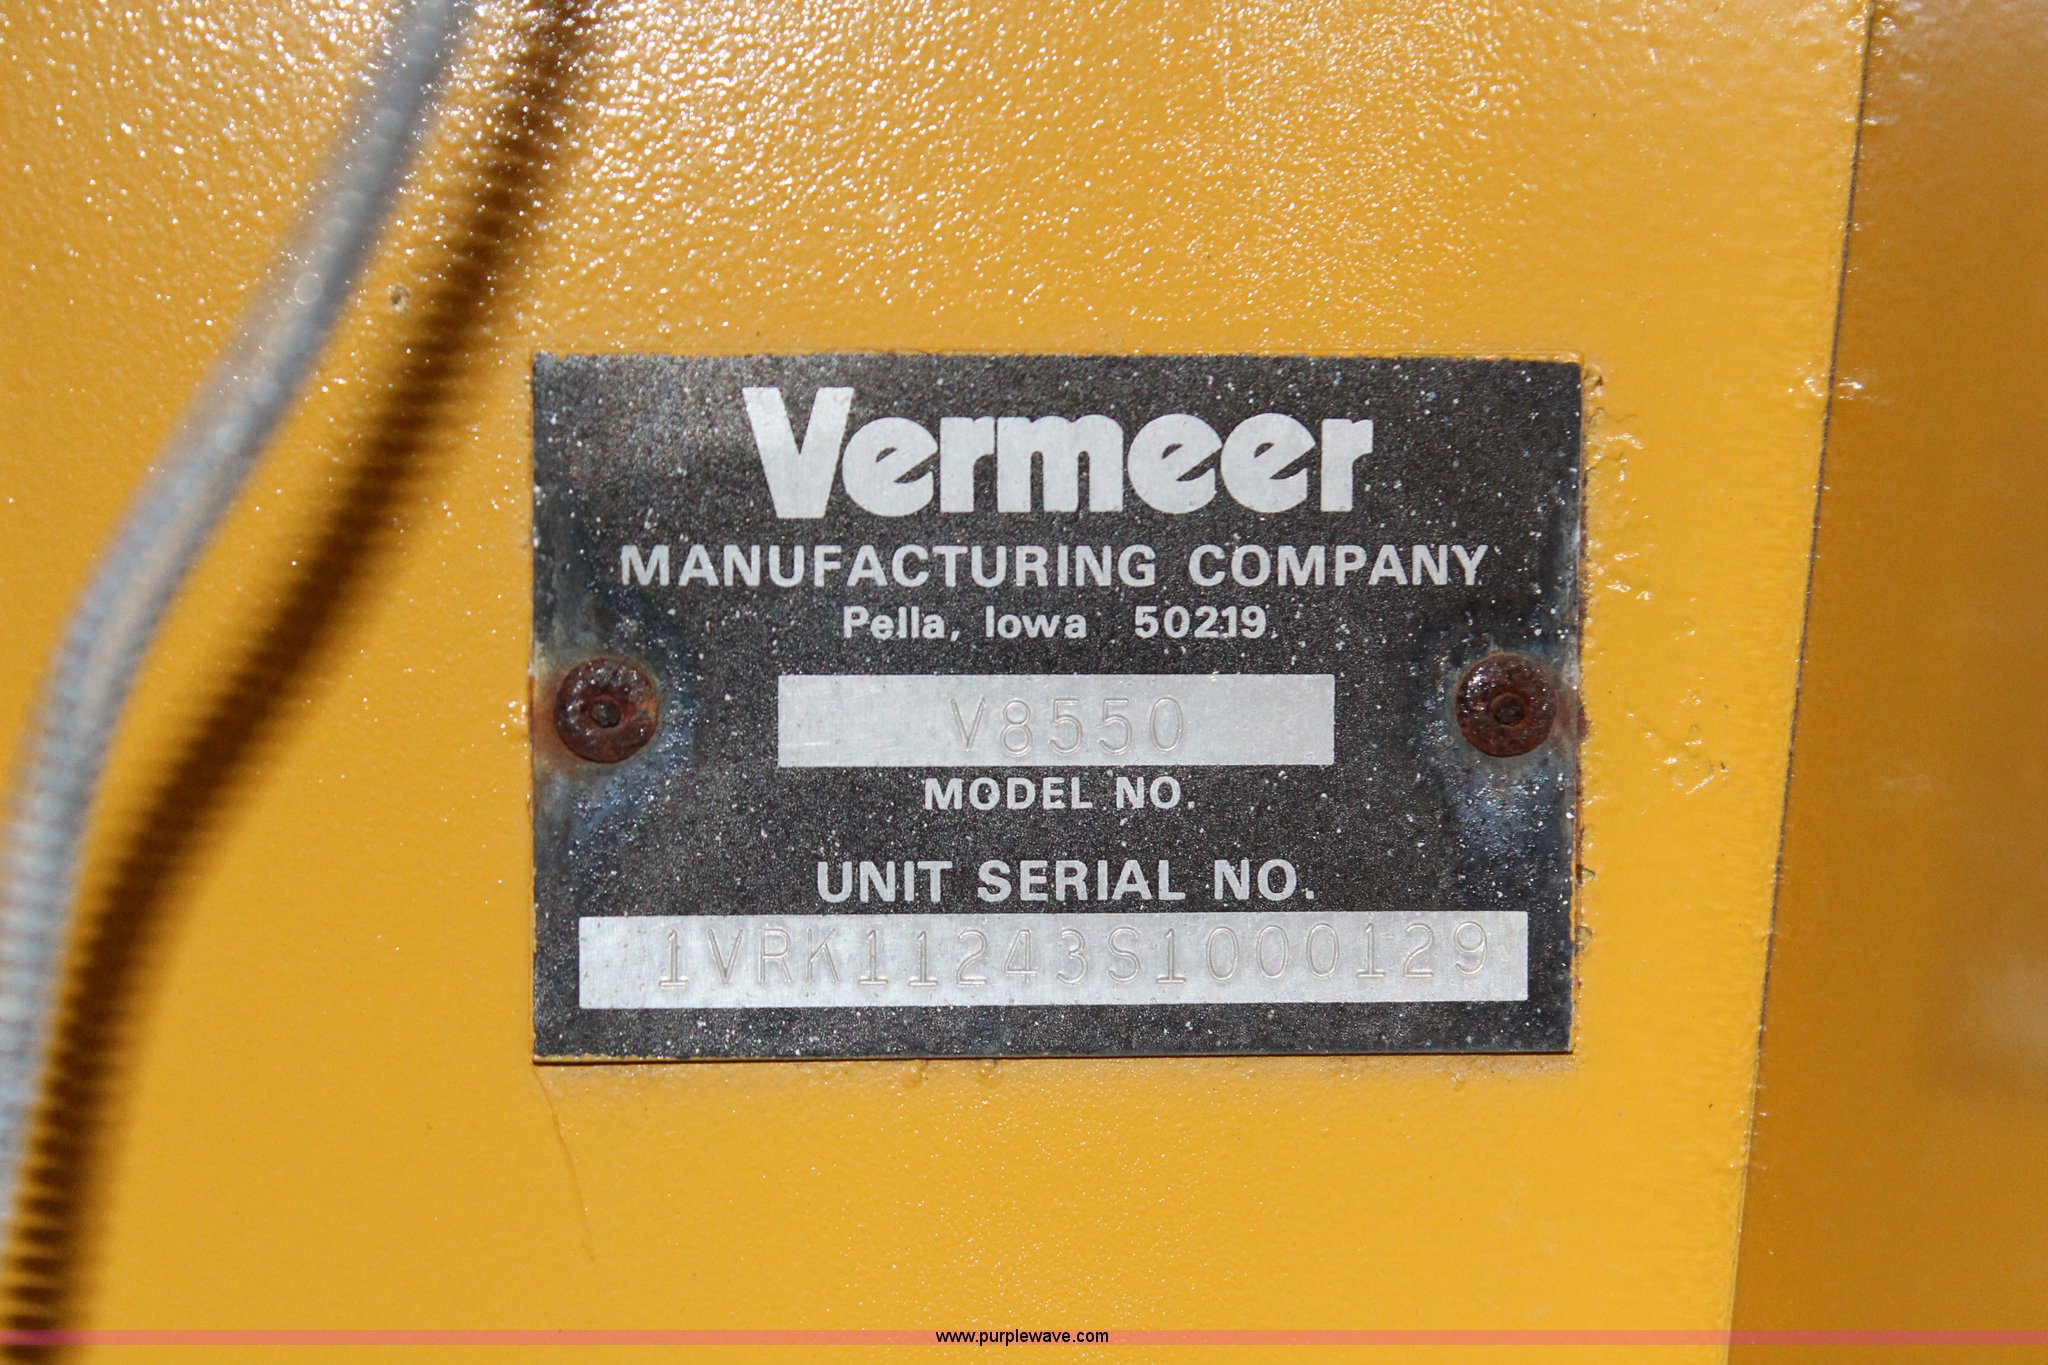 Vermeer
MANUFACTURING COMPANY
Pella, Iowa 50219
V8550
MODEL NO.
UNIT SERIAL NO.
1VRK11243S1000129
www.purplewave.com